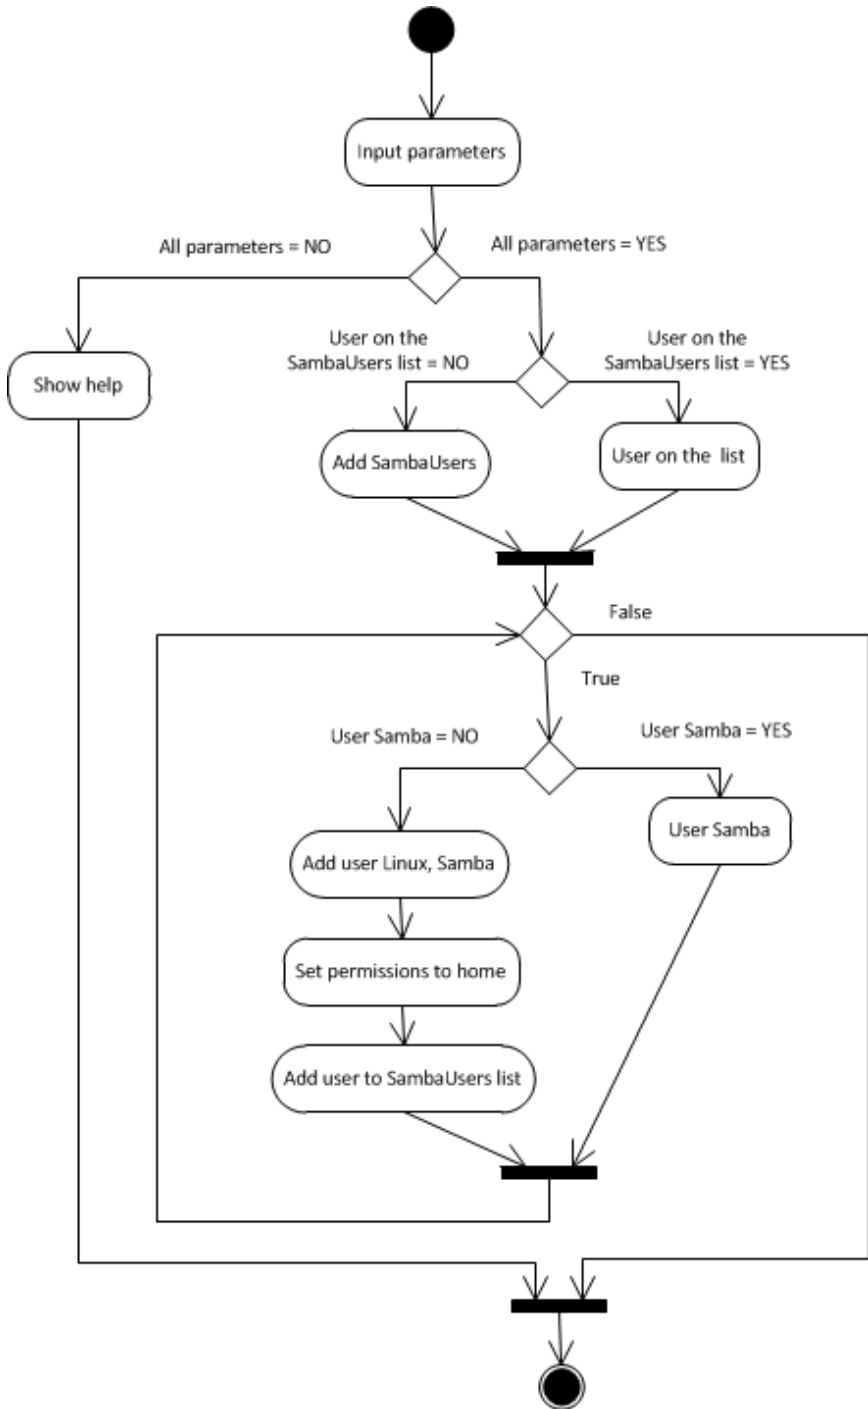 Input parameters
All parameters = NO
All parameters = YES
User on the
SambaUsers list = NO
User on the
SambaUsers list = YES
Show help
Add SambaUsers
User on the list
False
True
User Samba = NO
User Samba = YES
User Samba
Add user Linux, Samba
Set permissions to home
Add user to SambaUsers list